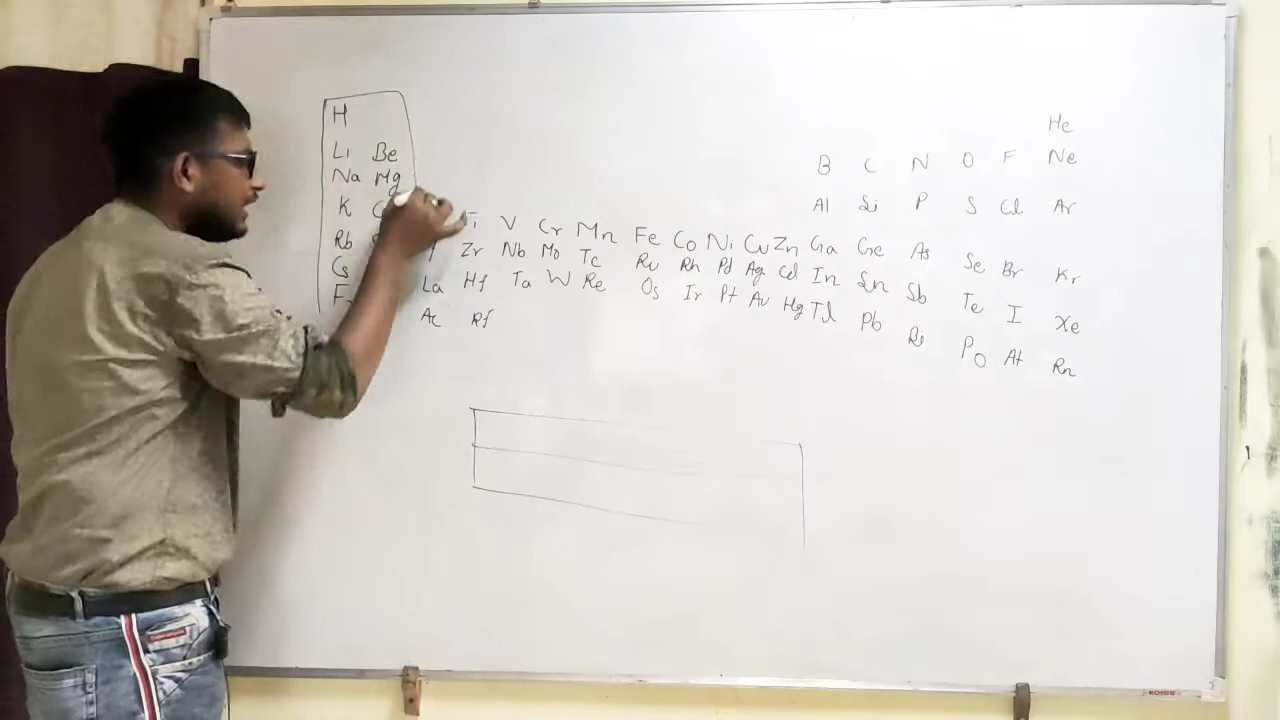 H He
Li Be B C N O F Ne
Na Mg Al Si P S Cl Ar
K Ti V Cr Mn Fe Co Ni Cu Zn Ga Ge As Se Br Kr
Rb Y Zr Nb Mo Tc Ru Rh Pd Ag Cd In Sn Sb Te I Xe
Cs La Hf Ta W Re Os Ir Pt Au Hg Tl Pb Bi Po At Rn
Ac Rf